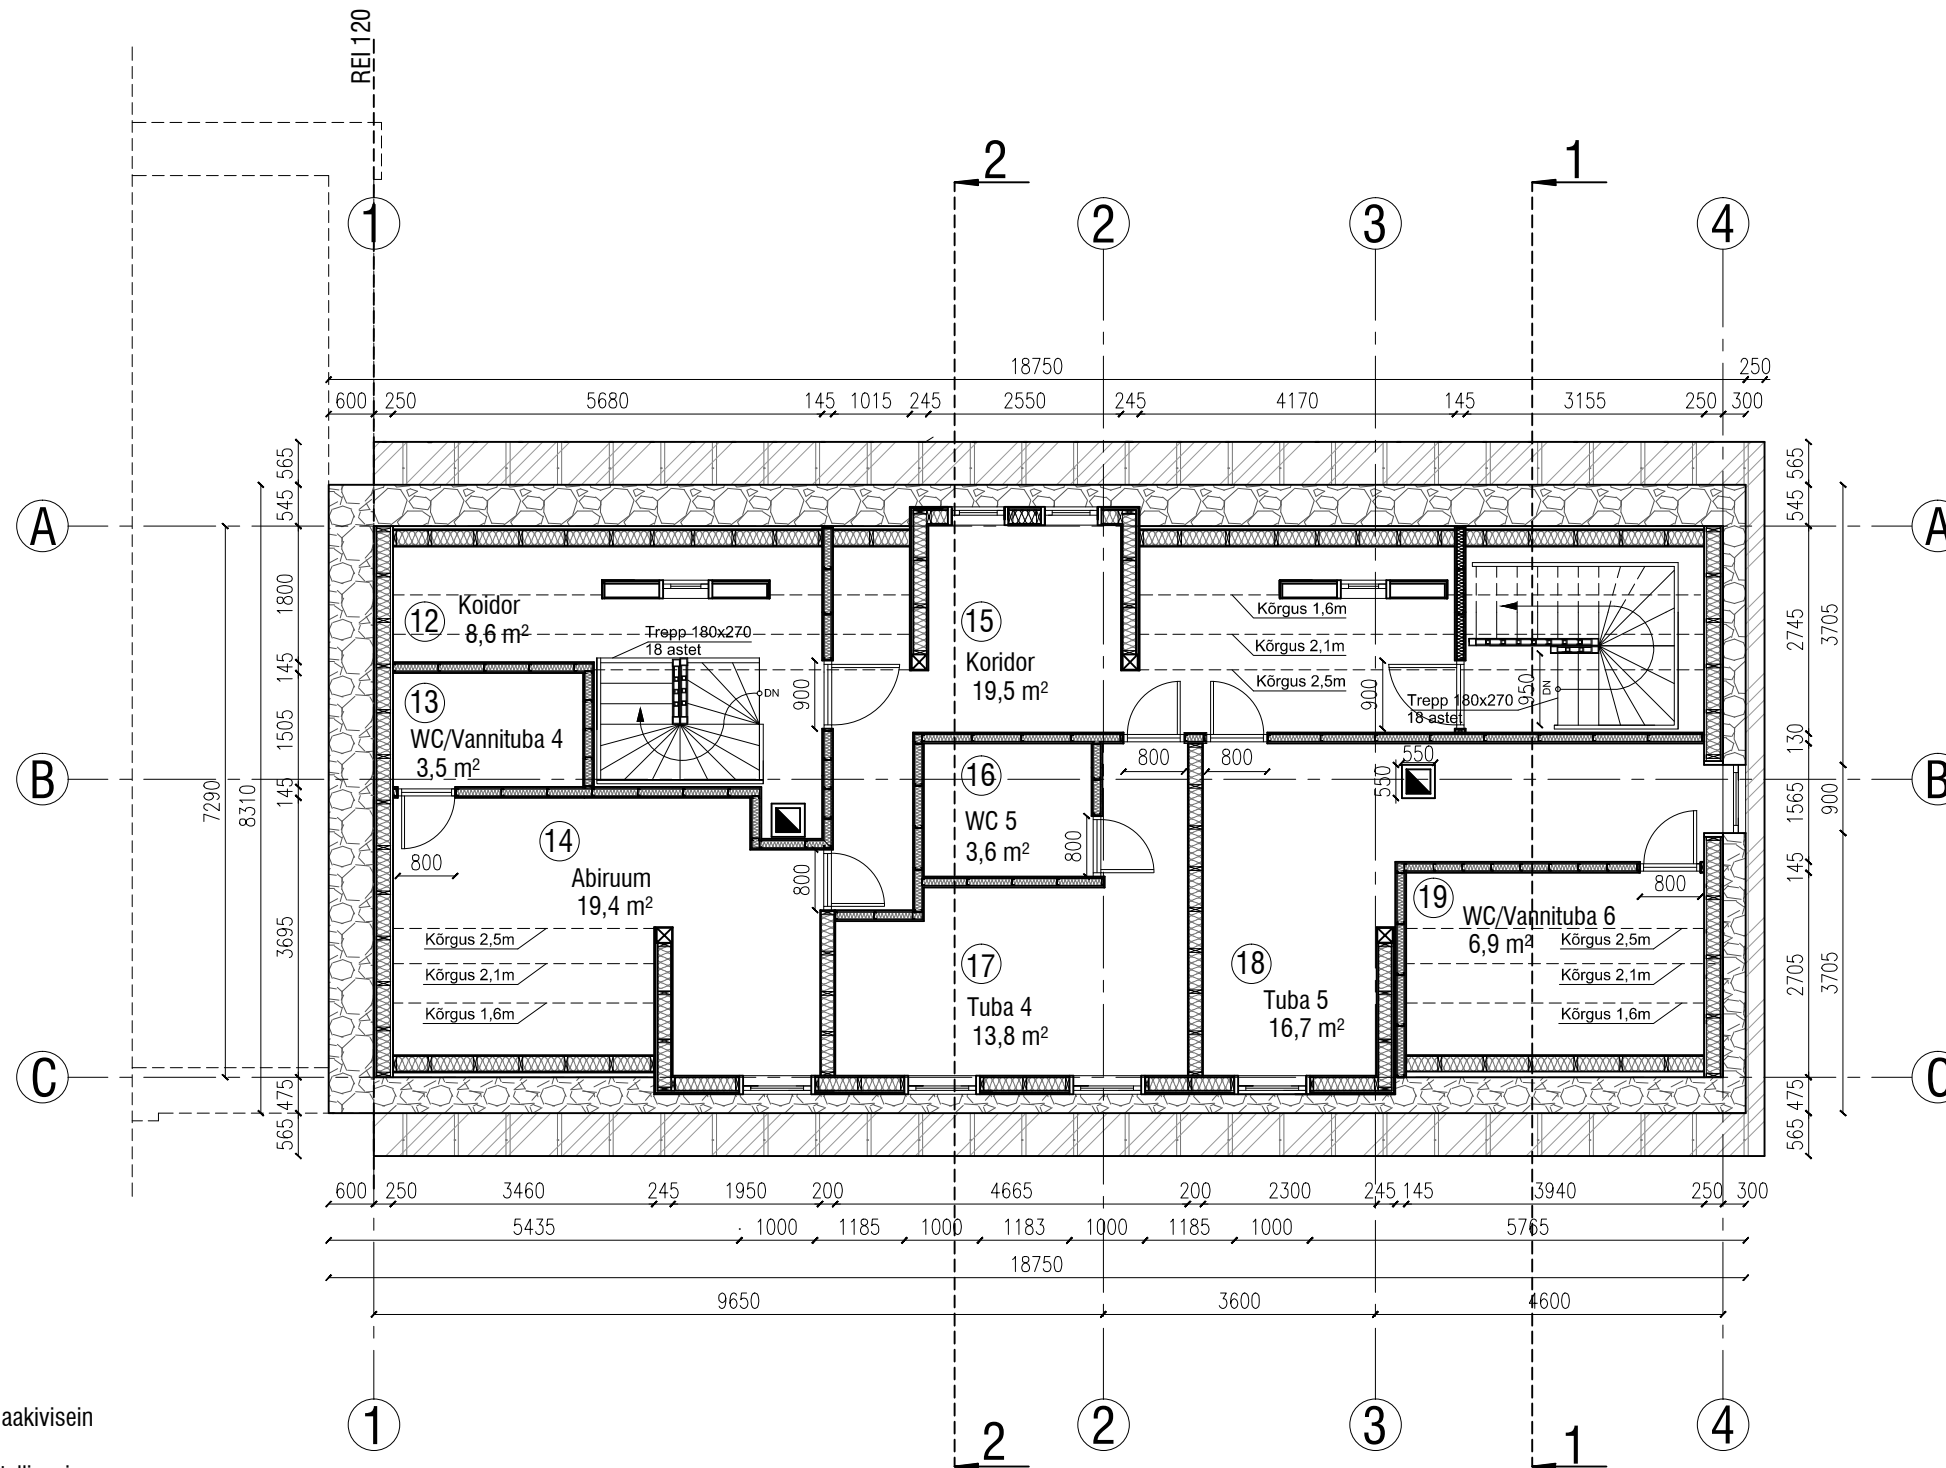 REI 120
2
1
1
2
3
4
18750
250
600
250
5680
145
1015
245
2550
245
4170
145
3155
250
300
565
545
1800
145
1505
145
3695
475
565
7290
8310
565
545
2745
130
1565
145
2705
475
565
3705
900
3705
A
A
B
B
C
C
12
Koidor
8,6 m²
Trepp 180x270
18 astet
DN
13
WC/Vannituba 4
3,5 m²
900
15
Koridor
19,5 m²
Kõrgus 1,6m
Kõrgus 2,1m
Kõrgus 2,5m
900
950
DN
Trepp 180x270
18 astet
14
Abiruum
19,4 m²
800
800
16
WC 5
3,6 m²
800
800
800
550
550
800
Kõrgus 2,5m
Kõrgus 2,1m
Kõrgus 1,6m
17
Tuba 4
13,8 m²
18
Tuba 5
16,7 m²
19
WC/Vannituba 6
6,9 m²
Kõrgus 2,5m
Kõrgus 2,1m
Kõrgus 1,6m
600
250
3460
245
1950
200
4665
200
2300
245
145
3940
250
300
5435
1000
1185
1000
1183
1000
1185
1000
5765
18750
9650
3600
4600
aakivisein
1
2
2
3
1
4